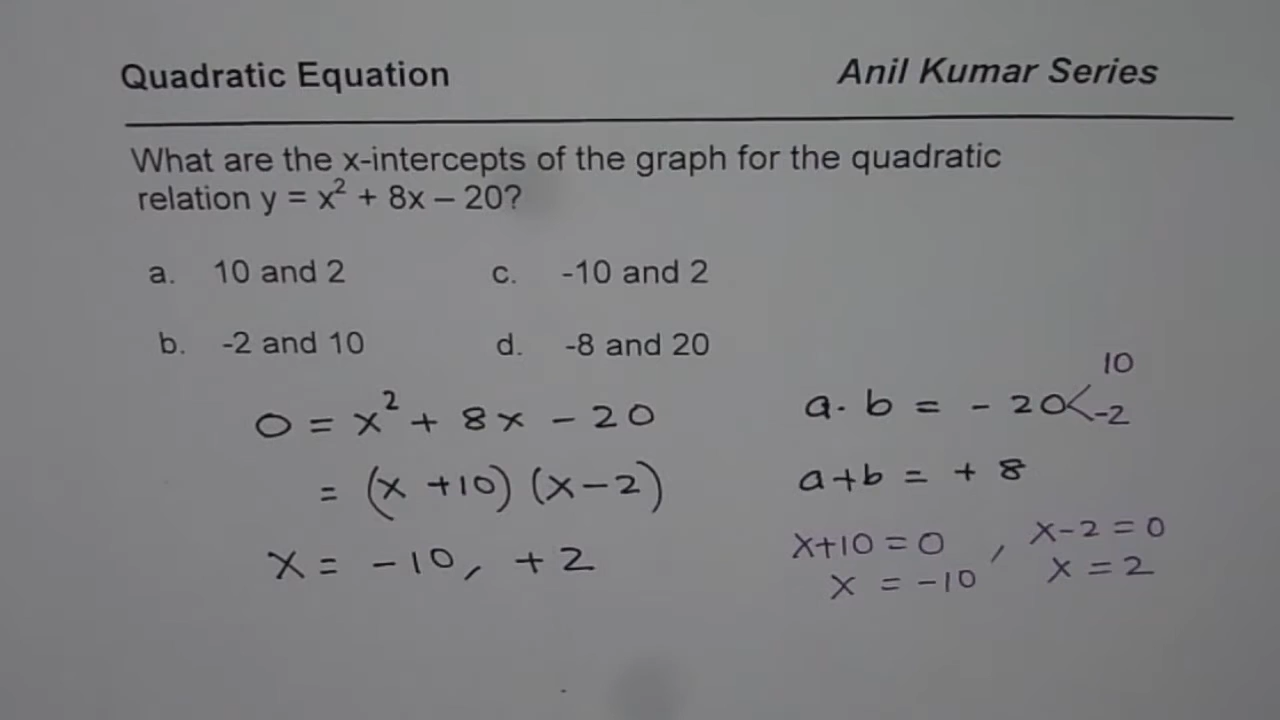 Quadratic Equation Anil Kumar Series
What are the x-intercepts of the graph for the quadratic
relation y = x² + 8x – 20?
a. 10 and 2 c. -10 and 2
b. -2 and 10 d. -8 and 20
0 = x² + 8x - 20
= (x +10) (x-2)
x = -10, +2
10
a. b = - 20<
-2
a+b = + 8
x+10 = 0, x-2 = 0
x = -10 x = 2